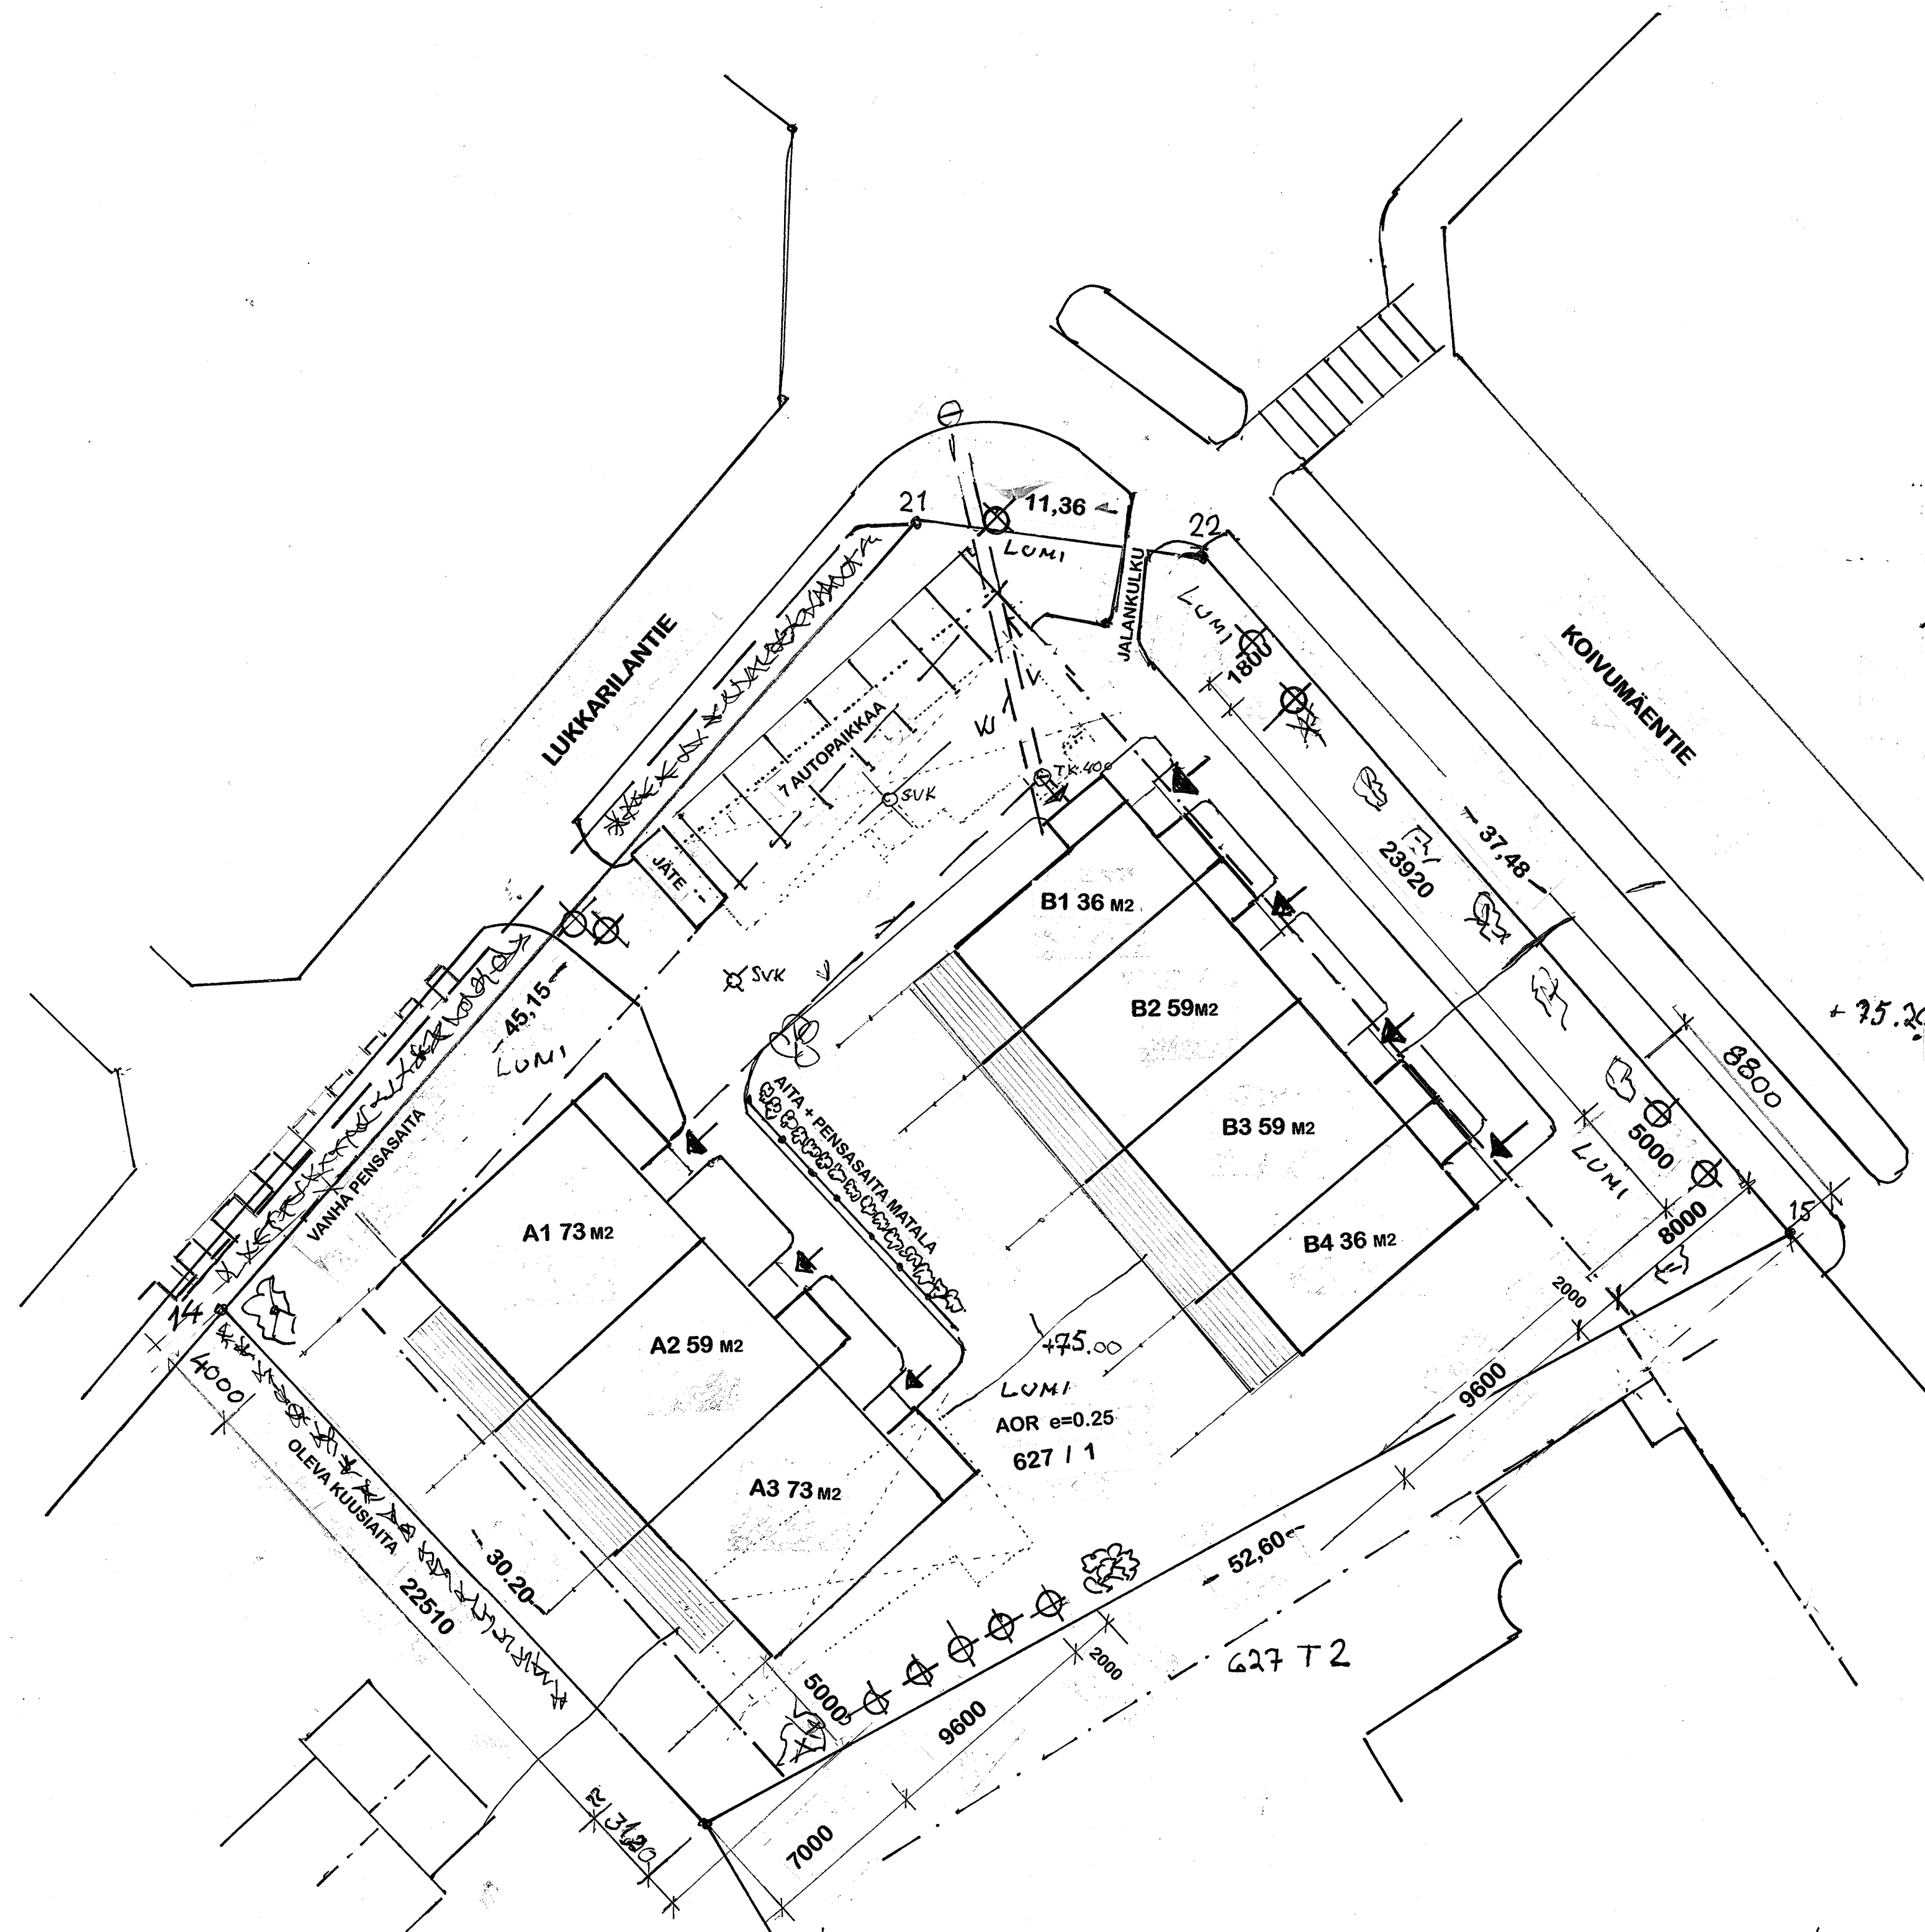 21
11,36
LUMI
22
JALANKULKU
LUMI
1800
LUKKARILANTIE
KOIVUMÄENTIE
7 AUTOPAIKKAA
VJ
V
TK 400
SVK
JÄTE
37,48
23920
B1 36 M2
SVK
V
45,15
LUMI
B2 59 M2
8800
AITA + PENSASAITA MATALA
VANHA PENSASAITA
B3 59 M2
5000
LUMI
15
8000
A1 73 M2
B4 36 M2
2000
24
4000
A2 59 M2
+75.00
LUMI
9600
AOR e=0.25
627 / 1
OLEVA KUUSIAITA
A3 73 M2
30.20
52,60
22510
627 T2
2000
5000
9600
7000